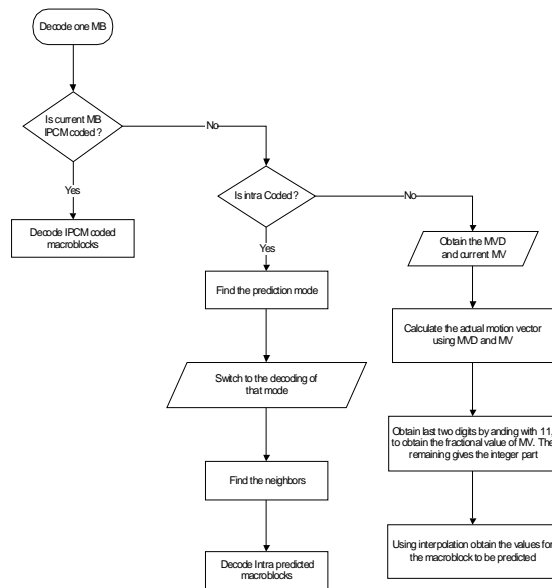 Decode one MB
Is current MB
IPCM coded ?
No
Yes
Decode IPCM coded
macroblocks
Is intra Coded ?
No
Yes
Obtain the MVD
and current MV
Find the prediction mode
Calculate the actual motion vector
using MVD and MV
Switch to the decoding of
that mode
Obtain last two digits by anding with 11,
to obtain the fractional value of MV. The
remaining gives the integer part
Find the neighbors
Using interpolation obtain the values for
the macroblock to be predicted
Decode Intra predicted
macroblocks